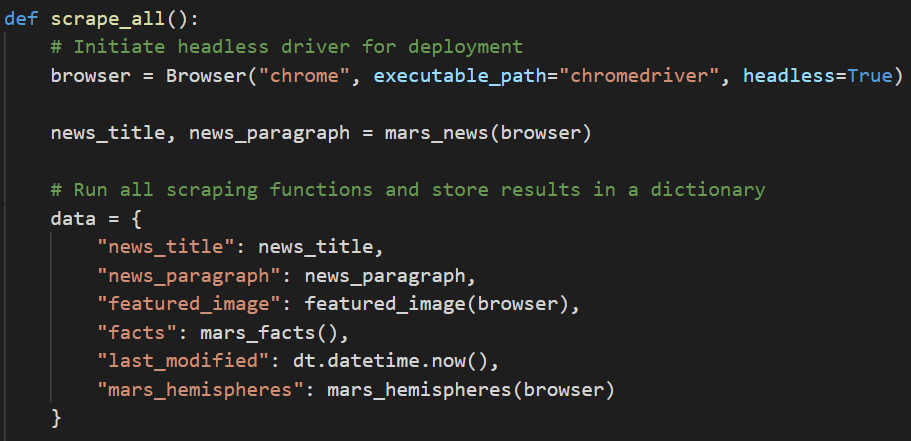 def scrape_all():
    # Initiate headless driver for deployment
    browser = Browser("chrome", executable_path="chromedriver", headless=True)

    news_title, news_paragraph = mars_news(browser)

    # Run all scraping functions and store results in a dictionary
    data = {
        "news_title": news_title,
        "news_paragraph": news_paragraph,
        "featured_image": featured_image(browser),
        "facts": mars_facts(),
        "last_modified": dt.datetime.now(),
        "mars_hemispheres": mars_hemispheres(browser)
    }